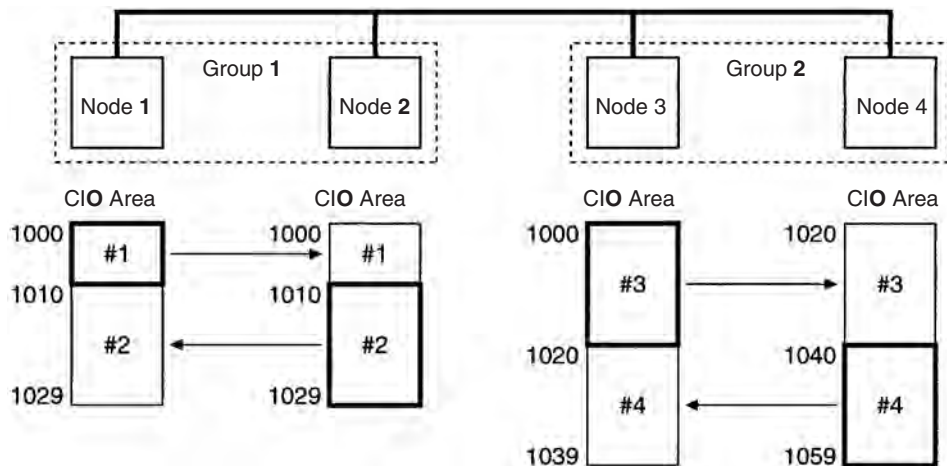 Group 1
Group 2
Node 1
Node 2
Node 3
Node 4
CIO Area
CIO Area
CIO Area
CIO Area
1000
#1
1000
#1
1000
1020
1010
1010
#3
#3
#2
#2
1020
1040
1029
1029
#4
#4
1039
1059